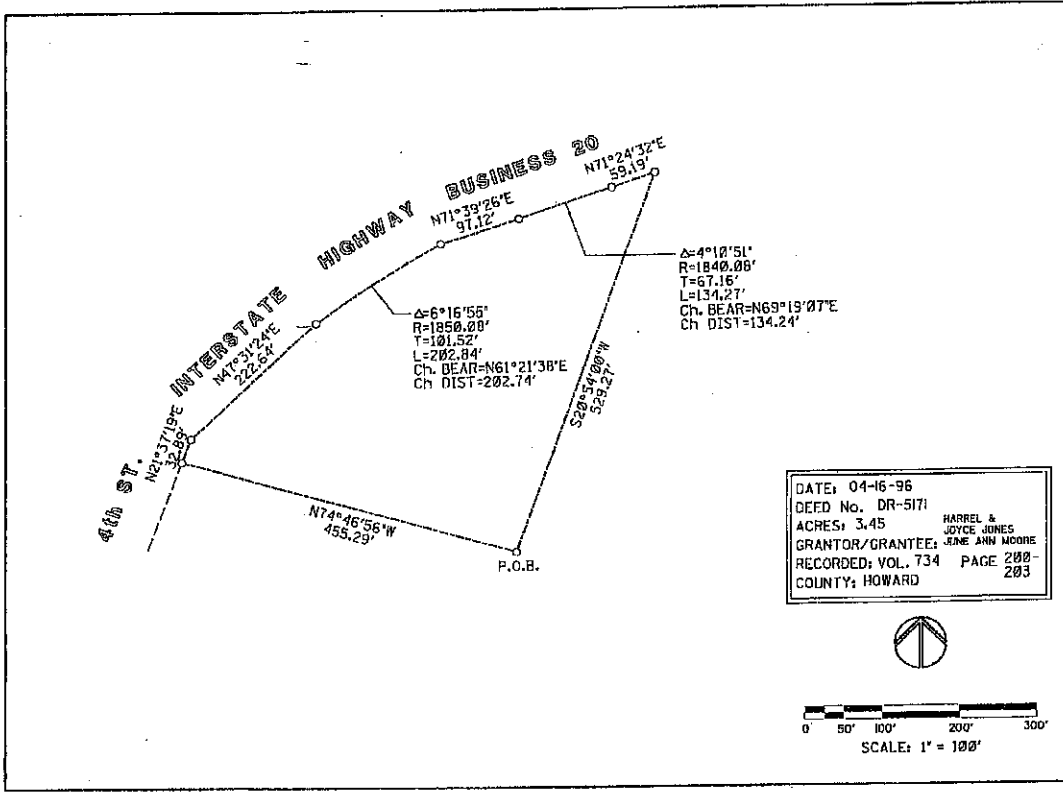 INTERSTATE HIGHWAY BUSINESS 20
4th ST.
N71°24'32"E
59.19'
N71°39'26"E
97.12'
Δ=4°10'51"
R=1840.08'
T=67.16'
L=134.27'
Ch. BEAR=N69°19'07"E
Ch DIST=134.24'
Δ=6°16'55"
R=1850.08'
T=101.52'
L=202.84'
Ch. BEAR=N61°21'38"E
Ch DIST=202.74'
N47°31'24"E
222.64'
N21°37'19"E
32.89'
S20°54'00"W
529.27'
N74°46'56"W
455.29'
P.O.B.
DATE: 04-16-96
DEED No. DR-5171
ACRES: 3.45
GRANTOR/GRANTEE: HARREL &
JOYCE JONES
JUNE ANN MOORE
RECORDED: VOL. 734 PAGE 200-
203
COUNTY: HOWARD
0' 50' 100' 200' 300'
SCALE: 1" = 100'